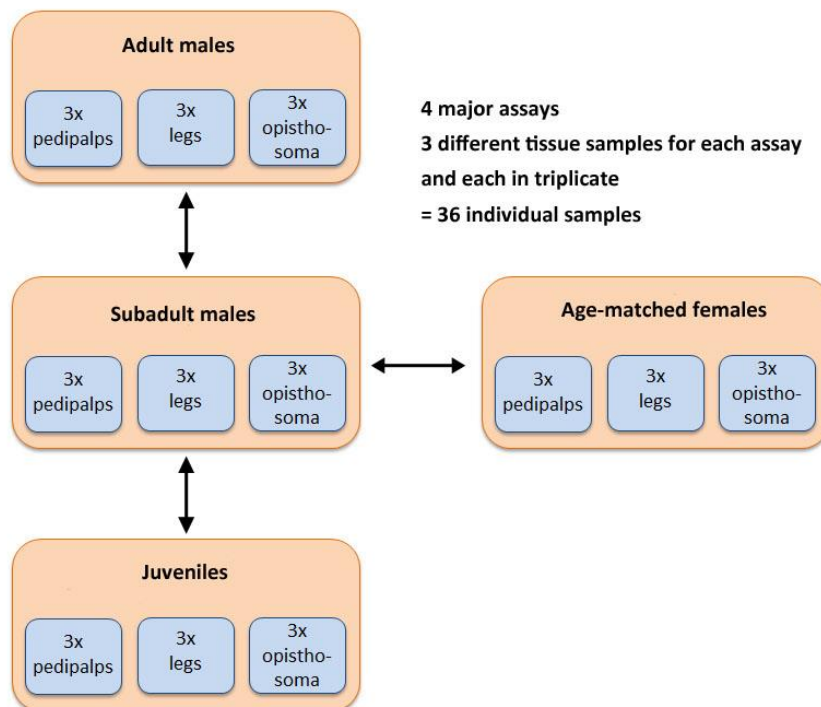 Adult males
3x
pedipalps
3x
legs
3x
opistho-
soma
4 major assays
3 different tissue samples for each assay
and each in triplicate
= 36 individual samples
Subadult males
3x
pedipalps
3x
legs
3x
opistho-
soma
Age-matched females
3x
pedipalps
3x
legs
3x
opistho-
soma
Juveniles
3x
pedipalps
3x
legs
3x
opistho-
soma